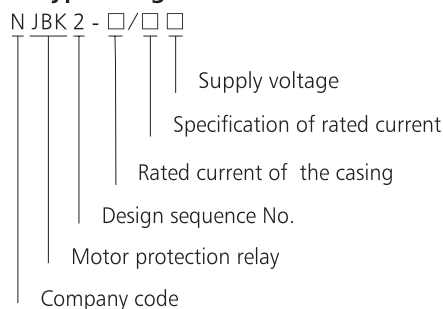 N JBK 2 - □ / □ □
Supply voltage
Specification of rated current
Rated current of the casing
Design sequence No.
Motor protection relay
Company code